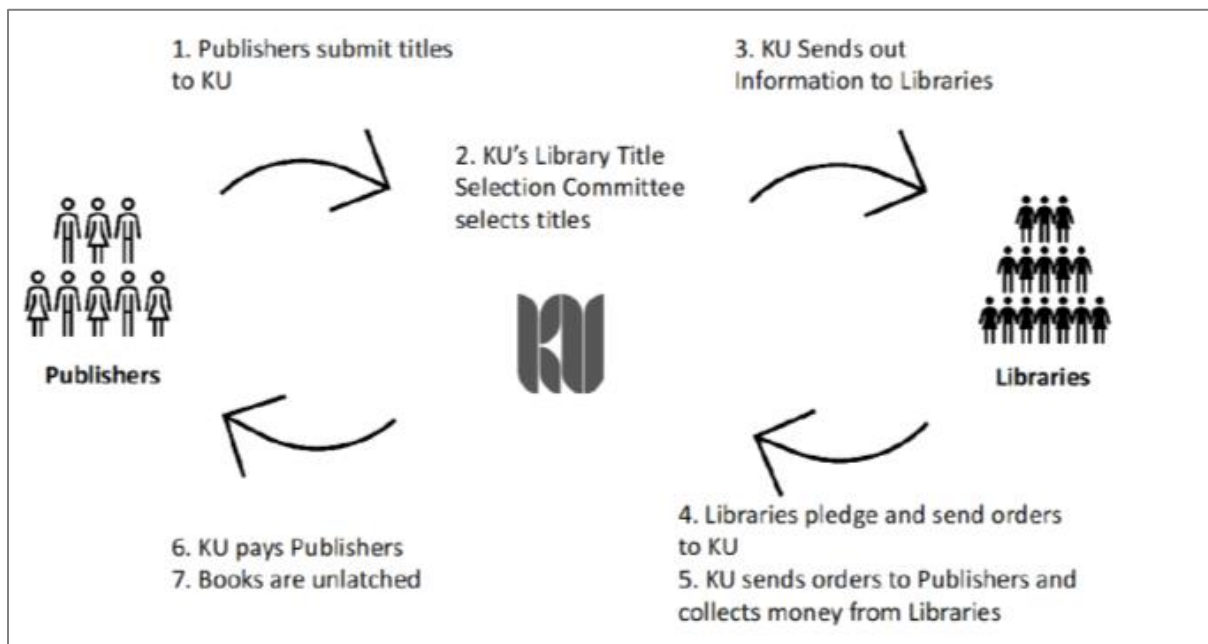 1. Publishers submit titles
to KU
2. KU's Library Title
Selection Committee
selects titles
3. KU Sends out
Information to Libraries
KU
Publishers
Libraries
4. Libraries pledge and send orders
to KU
5. KU sends orders to Publishers and
collects money from Libraries
6. KU pays Publishers
7. Books are unlatched